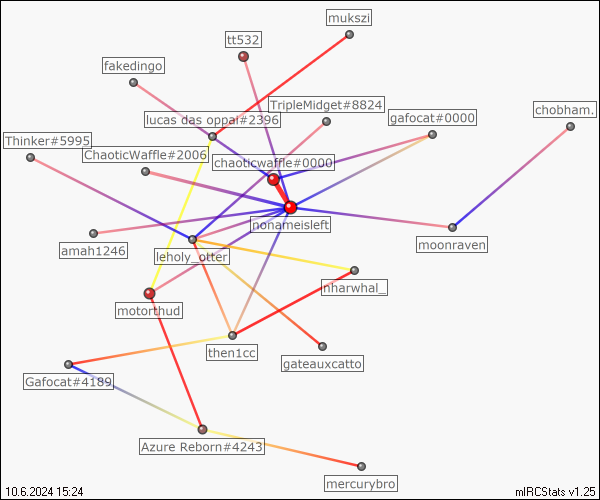 mukszi
tt532
fakedingo
TripleMidget#8824
chobham.
lucas das oppai#2396
gafocat#0000
Thinker#5995
ChaoticWaffle#2006
chaoticwaffle#0000
nonameisleft
amah1246
moonraven
leholy_otter
nharwhal_
motorthud
then1cc
gateauxcatto
Gafocat#4189
Azure Reborn#4243
mercurybro
10.6.2024 15:24
mIRCStats v1.25